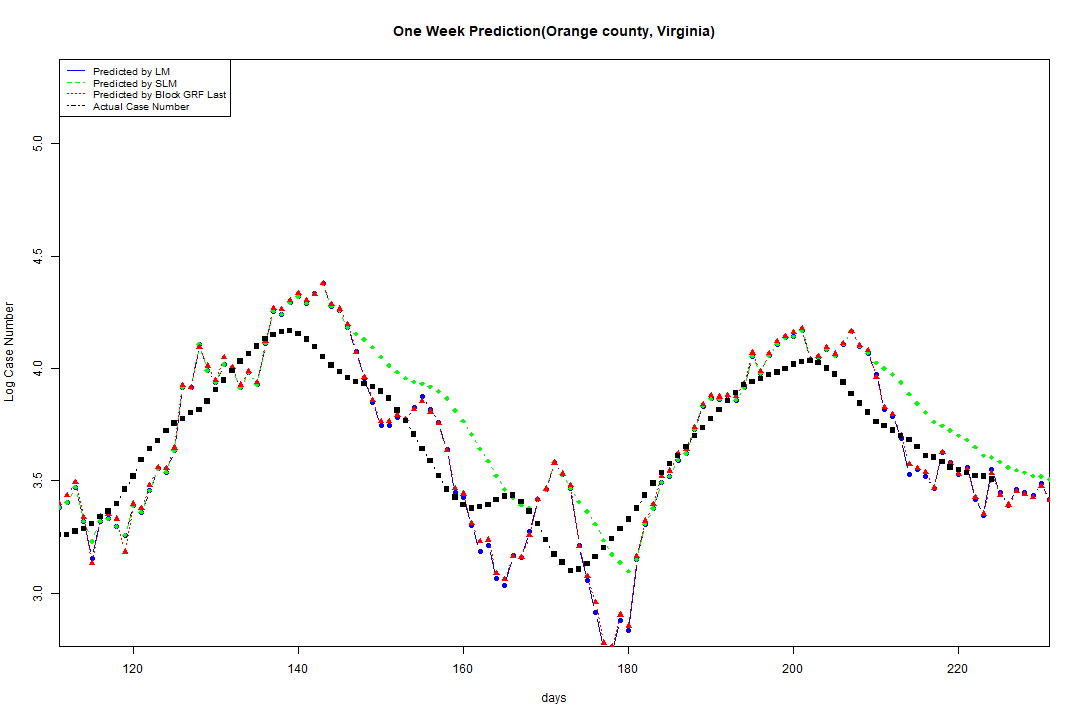 One Week Prediction(Orange county, Virginia)
Predicted by LM
Predicted by SLM
Predicted by Block GRF Last
Actual Case Number
Log Case Number
5.0
4.5
4.0
3.5
3.0
120 140 160 180 200 220
days